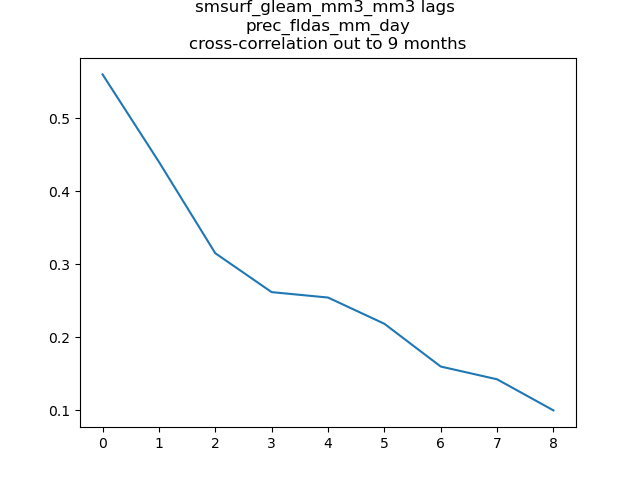 smsurf_gleam_mm3_mm3 lags
prec_fldas_mm_day
cross-correlation out to 9 months
0.5
0.4
0.3
0.2
0.1
0 1 2 3 4 5 6 7 8